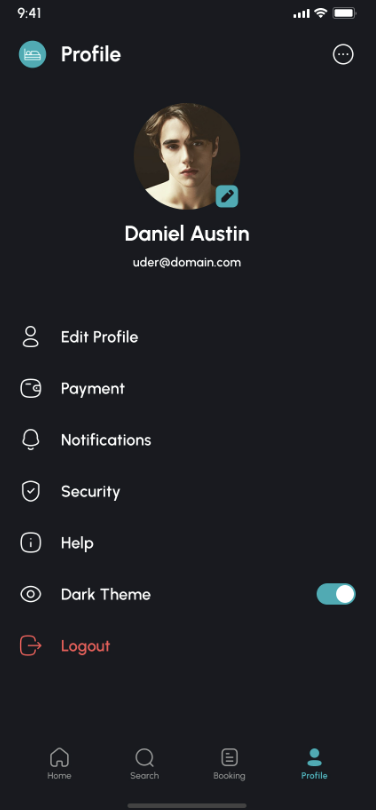 9:41
Profile
Daniel Austin
uder@domain.com
Edit Profile
Payment
Notifications
Security
Help
Dark Theme
Logout
Home
Search
Booking
Profile